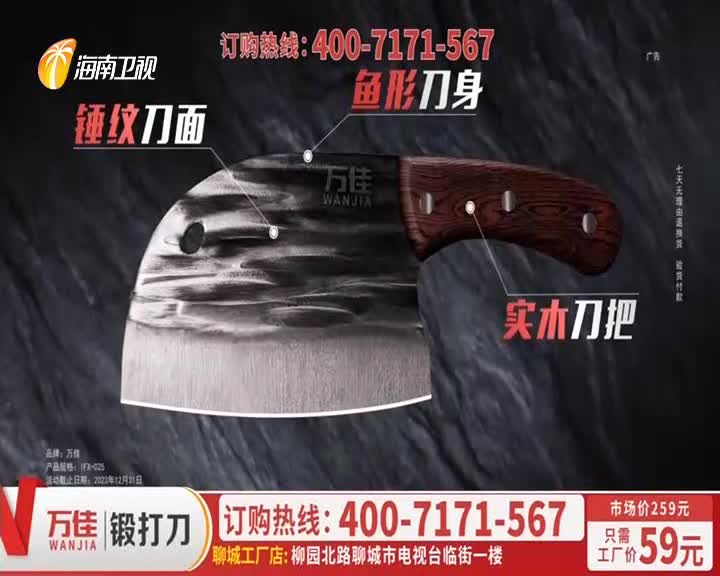 订购热线:400-7171-567
海南卫视
广告
鱼形刀身
锤纹刀面
万佳
WANJIA
七天无理由退换货 验货付款
实木刀把
品牌:万佳
产品规格:IFX-025
活动截止日期:2023年12月31日
万佳
WANJIA
锻打刀
订购热线:400-7171-567
聊城工厂店:柳园北路聊城市电视台临街一楼
市场价259元
只需
工厂价59元